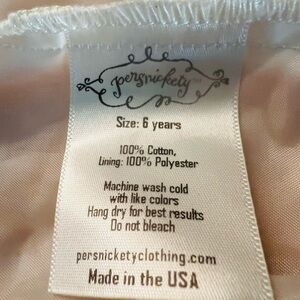 persnickety
Size: 6 years
100% Cotton,
Lining: 100% Polyester
Machine wash cold
with like colors
Hang dry for best results
Do not bleach
persnicketyclothing.com
Made in the USA